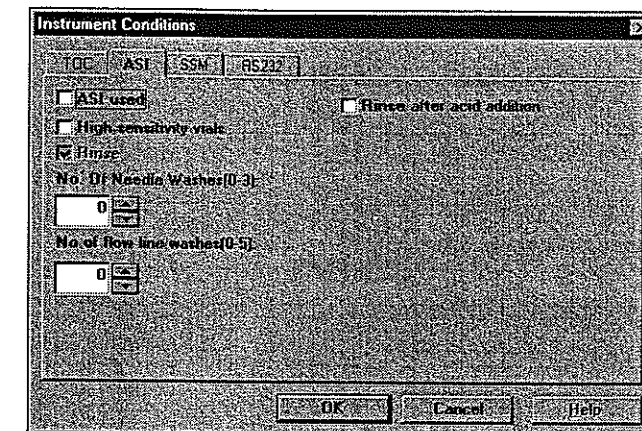 Instrument Conditions
TOC ASI SSM RS232
ASI used
Rinse after acid addition
High sensitivity vials
Rinse
No. Of Needle Washes(0-3)
0
No of flow line washes(0-5)
0
OK Cancel Help